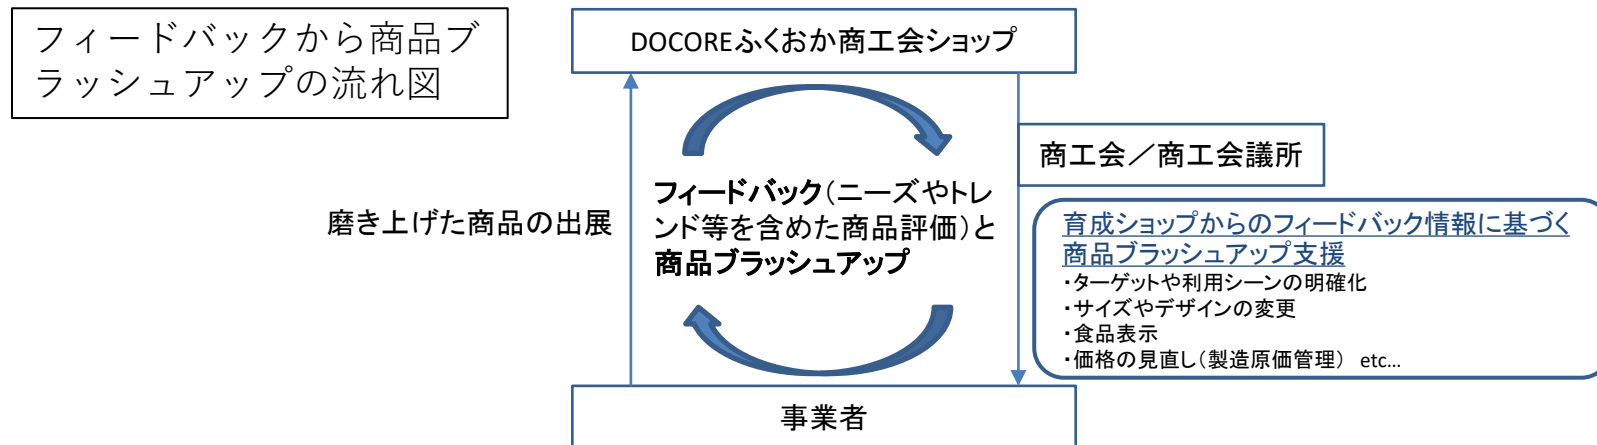 フィードバックから商品ブ
ラッシュアップの流れ図
DOCOREふくおか商工会ショップ
商工会／商工会議所
磨き上げた商品の出展
フィードバック（ニーズやトレ
ンド等を含めた商品評価）と
商品ブラッシュアップ
育成ショップからのフィードバック情報に基づく
商品ブラッシュアップ支援
・ターゲットや利用シーンの明確化
・サイズやデザインの変更
・食品表示
・価格の見直し（製造原価管理） etc…
事業者